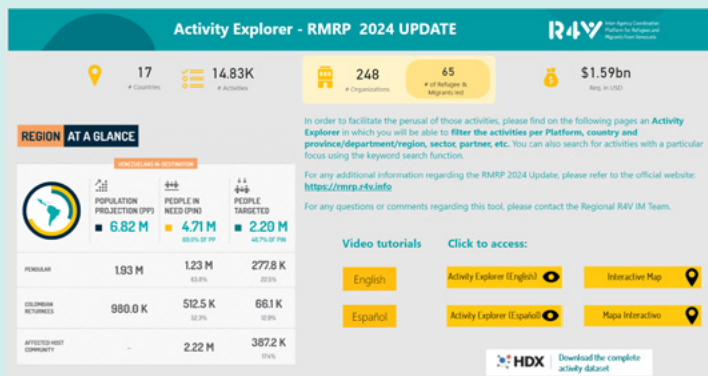 Activity Explorer - RMRP 2024 UPDATE
R4V
Inter-Agency Coordination
Platform for Refugees and
Migrants from Venezuela
17
# Countries
14.83K
# Activities
248
# Organizations
65
# of Refugee &
Migrants led
$1.59bn
Req. in USD
REGION AT A GLANCE
In order to facilitate the perusal of those activities, please find on the following pages an Activity
Explorer in which you will be able to filter the activities per Platform, country and
province/department/region, sector, partner, etc. You can also search for activities with a particular
focus using the keyword search function.
For any additional information regarding the RMRP 2024 Update, please refer to the official website:
https://rmrp.r4v.info
For any questions or comments regarding this tool, please contact the Regional R4V IM Team.
VENEZUELANS IN-DESTINATION
POPULATION
PROJECTION (PP)
6.82 M
PEOPLE IN
NEED (PIN)
4.71 M
69.0% OF PP
PEOPLE
TARGETED
2.20 M
46.7% OF PIN
PENDULAR
1.93 M
1.23 M
63.8%
277.8 K
22.5%
COLOMBIAN
RETURNEES
980.0 K
512.5 K
52.3%
66.1 K
12.9%
AFFECTED HOST
COMMUNITY
-
2.22 M
387.2 K
17.4%
Video tutorials
Click to access:
English
Activity Explorer (English)
Interactive Map
Español
Activity Explorer (Español)
Mapa Interactivo
HDX
Download the complete
activity dataset